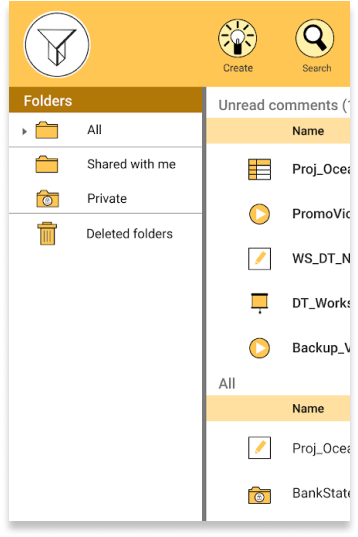 Create
Search
Folders
All
Shared with me
Private
Deleted folders
Unread comments (
Name
Proj_Ocea
PromoVid
WS_DT_N
DT_Works
Backup_V
All
Name
Proj_Ocea
BankState